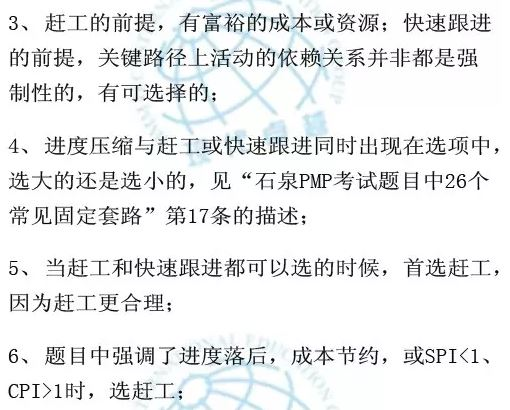 3、赶工的前提，有富裕的成本或资源；快速跟进
的前提，关键路径上活动的依赖关系并非都是强
制性的，有可选择的；
4、进度压缩与赶工或快速跟进同时出现在选项中，
选大的还是选小的，见“石泉PMP考试题目中26个
常见固定套路”第17条的描述；
5、当赶工和快速跟进都可以选的时候，首选赶工，
因为赶工更合理；
6、题目中强调了进度落后，成本节约，或SPI<1、
CPI>1时，选赶工；